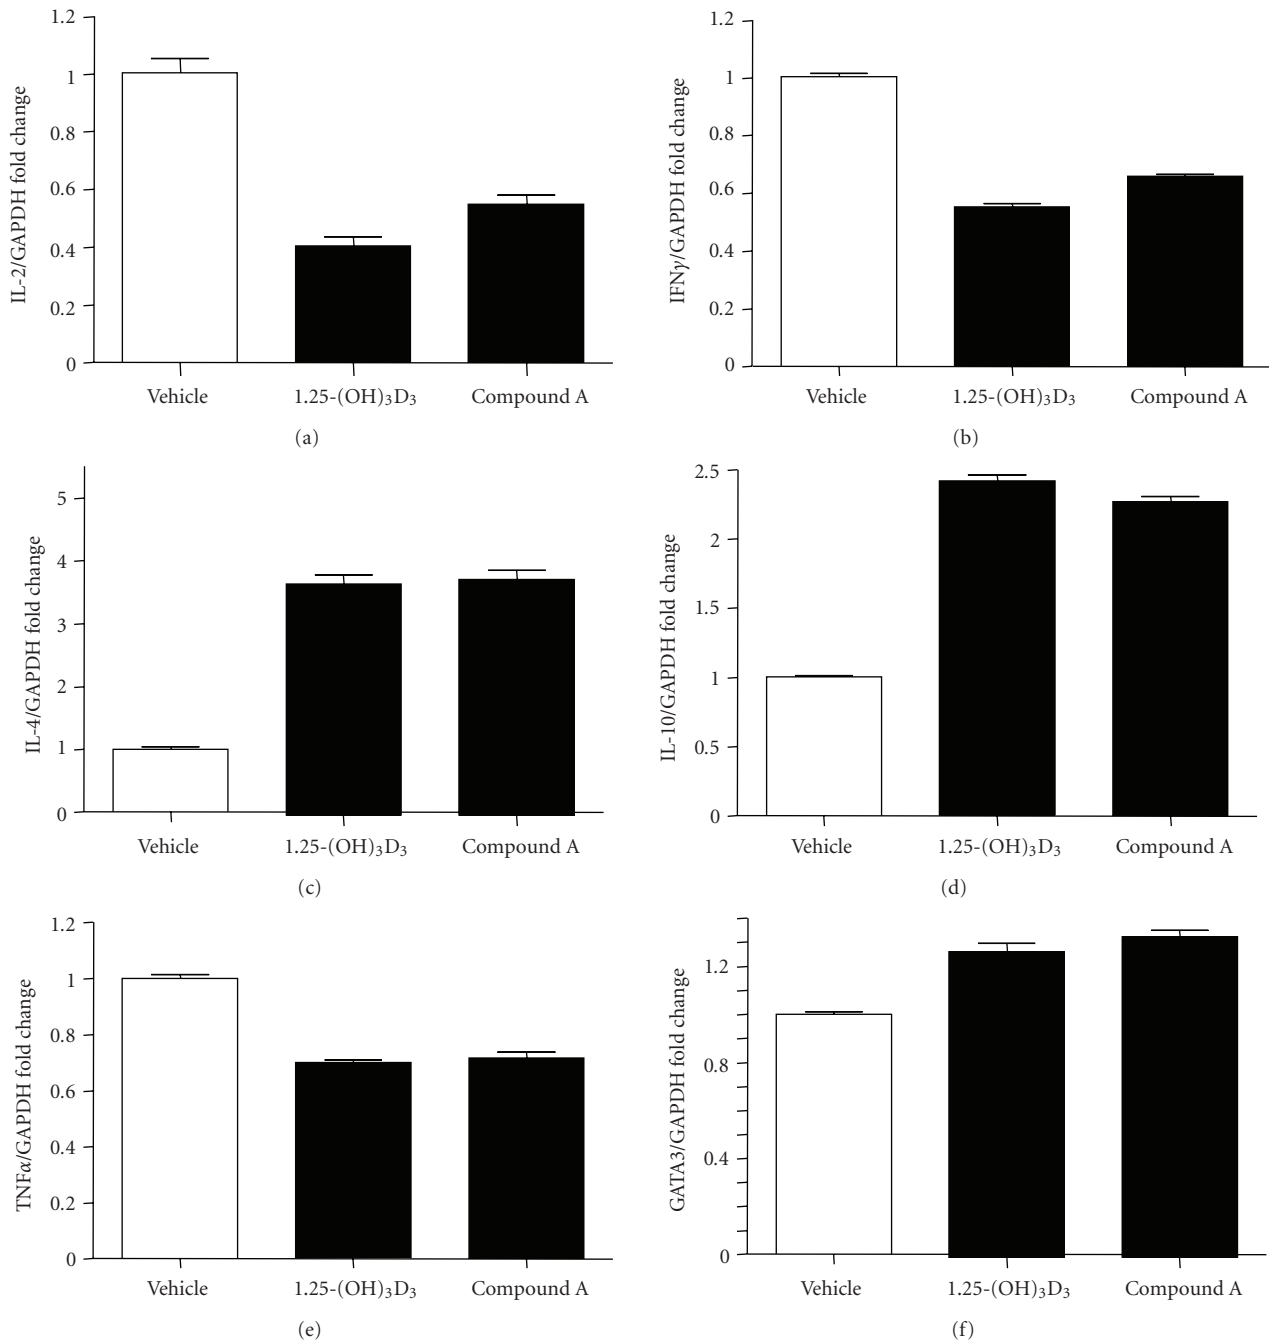 1.2
1
0.8
0.6
0.4
0.2
0
IL-2/GAPDH fold change
Vehicle 1.25-(OH)₃D₃ Compound A
(a)
1.2
1
0.8
0.6
0.4
0.2
0
IFNγ/GAPDH fold change
Vehicle 1.25-(OH)₃D₃ Compound A
(b)
5
4
3
2
1
0
IL-4/GAPDH fold change
Vehicle 1.25-(OH)₃D₃ Compound A
(c)
2.5
2
1.5
1
0.5
0
IL-10/GAPDH fold change
Vehicle 1.25-(OH)₃D₃ Compound A
(d)
1.2
1
0.8
0.6
0.4
0.2
0
TNFα/GAPDH fold change
Vehicle 1.25-(OH)₃D₃ Compound A
(e)
1.2
0.8
0.4
0
GATA3/GAPDH fold change
Vehicle 1.25-(OH)₃D₃ Compound A
(f)